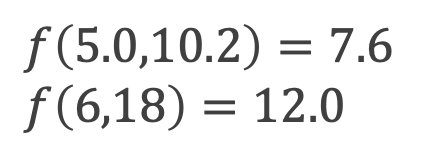 f(5.0,10.2) = 7.6
f(6,18) = 12.0